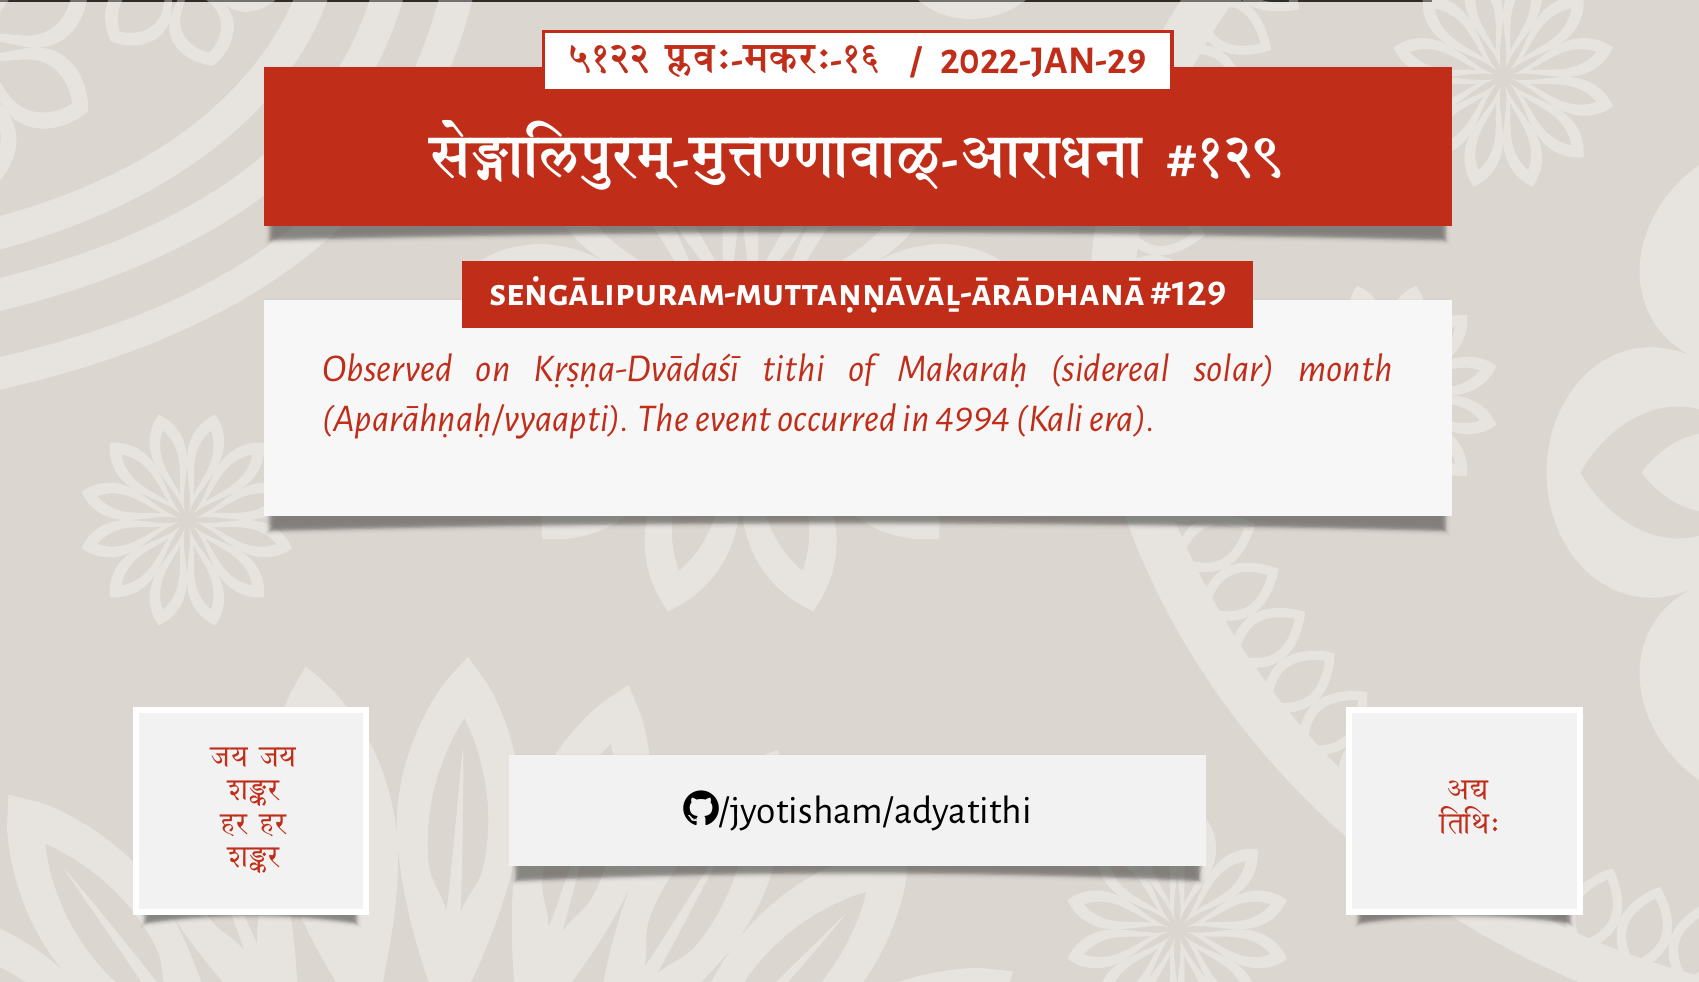 ५१२२ प्लवः-मकरः-१६ / 2022-JAN-29
सेङ्गालिपुरम्-मुत्तण्णावाळ्-आराधना #१२९
SEṄGĀLIPURAM-MUTTAṆṆĀVĀḺ-ĀRĀDHANĀ #129
Observed on Kṛṣṇa-Dvādaśī tithi of Makaraḥ (sidereal solar) month
(Aparāhṇaḥ/vyaapti). The event occurred in 4994 (Kali era).
जय जय
शङ्कर
हर हर
शङ्कर
/jyotisham/adyatithi
अद्य
तिथिः